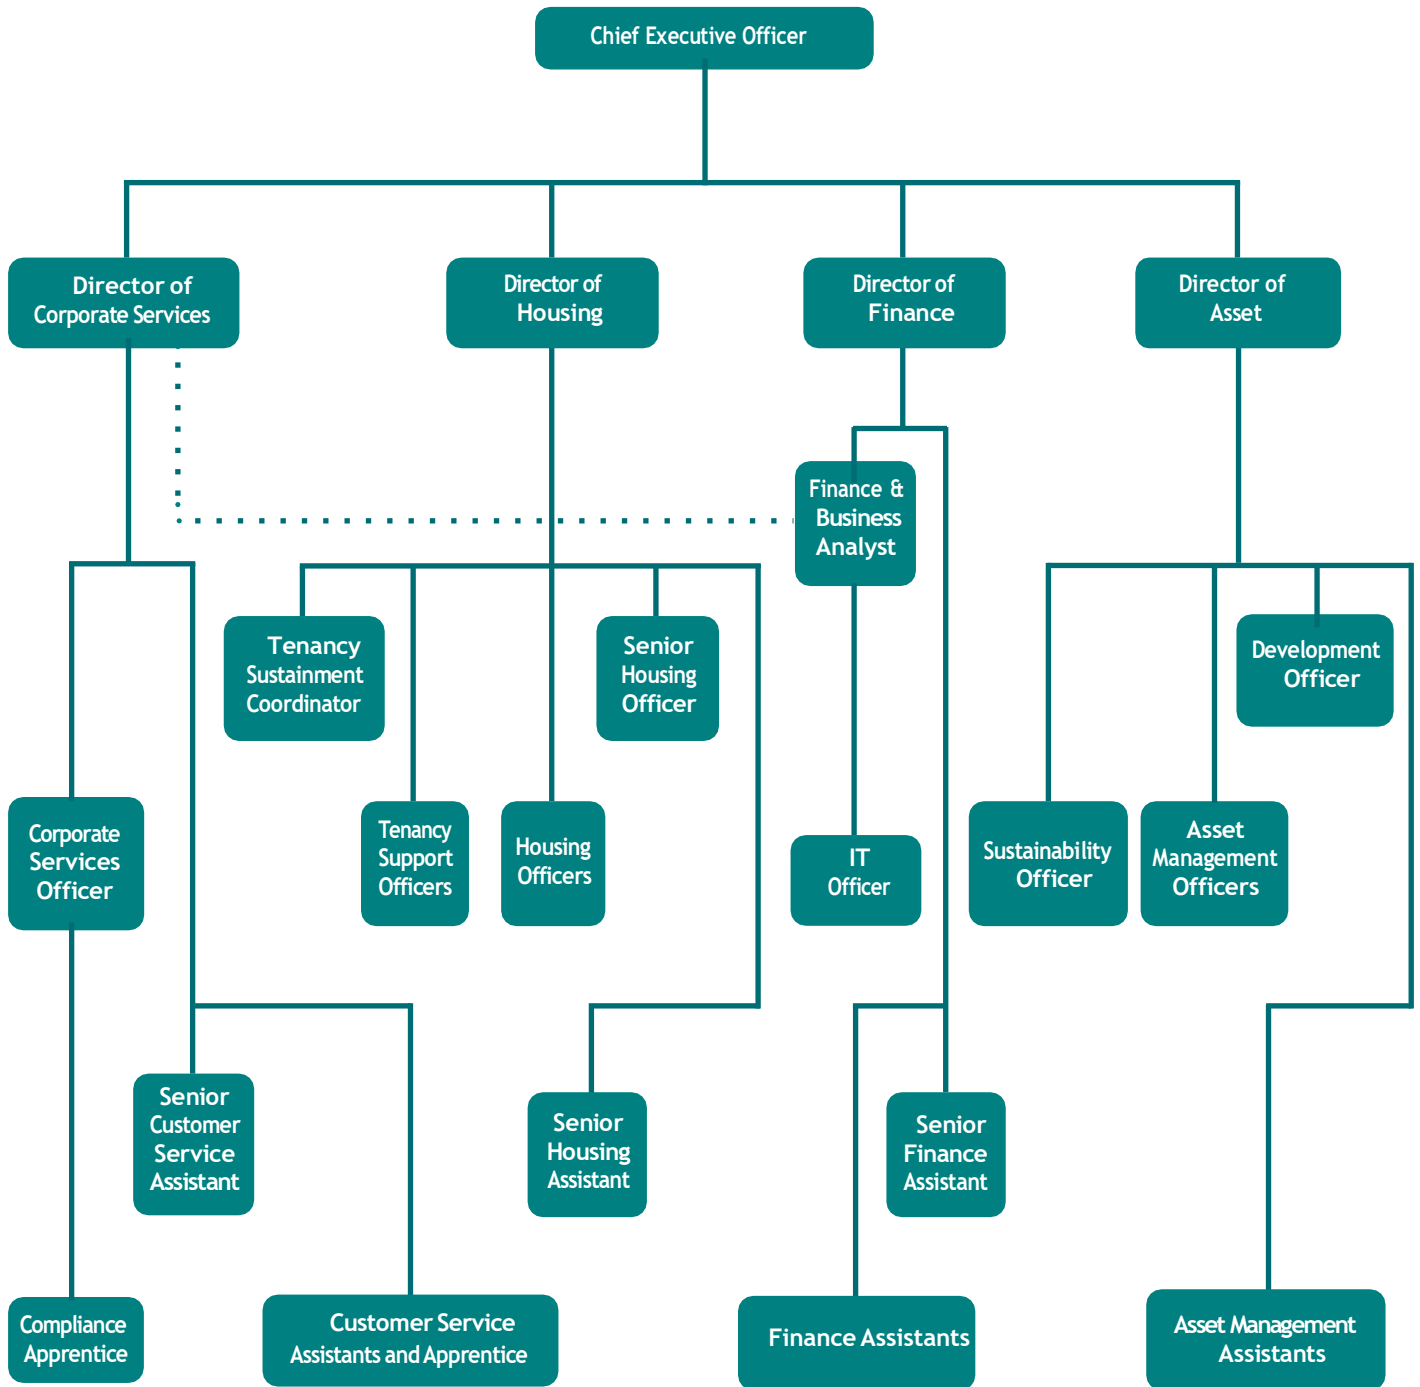 Chief Executive Officer
Director of
Corporate Services
Director of
Housing
Director of
Finance
Director of
Asset
Finance &
Business
Analyst
Tenancy
Sustainment
Coordinator
Senior
Housing
Officer
Development
Officer
Corporate
Services
Officer
Tenancy
Support
Officers
Housing
Officers
IT
Officer
Sustainability
Officer
Asset
Management
Officers
Senior
Customer
Service
Assistant
Senior
Housing
Assistant
Senior
Finance
Assistant
Compliance
Apprentice
Customer Service
Assistants and Apprentice
Finance Assistants
Asset Management
Assistants